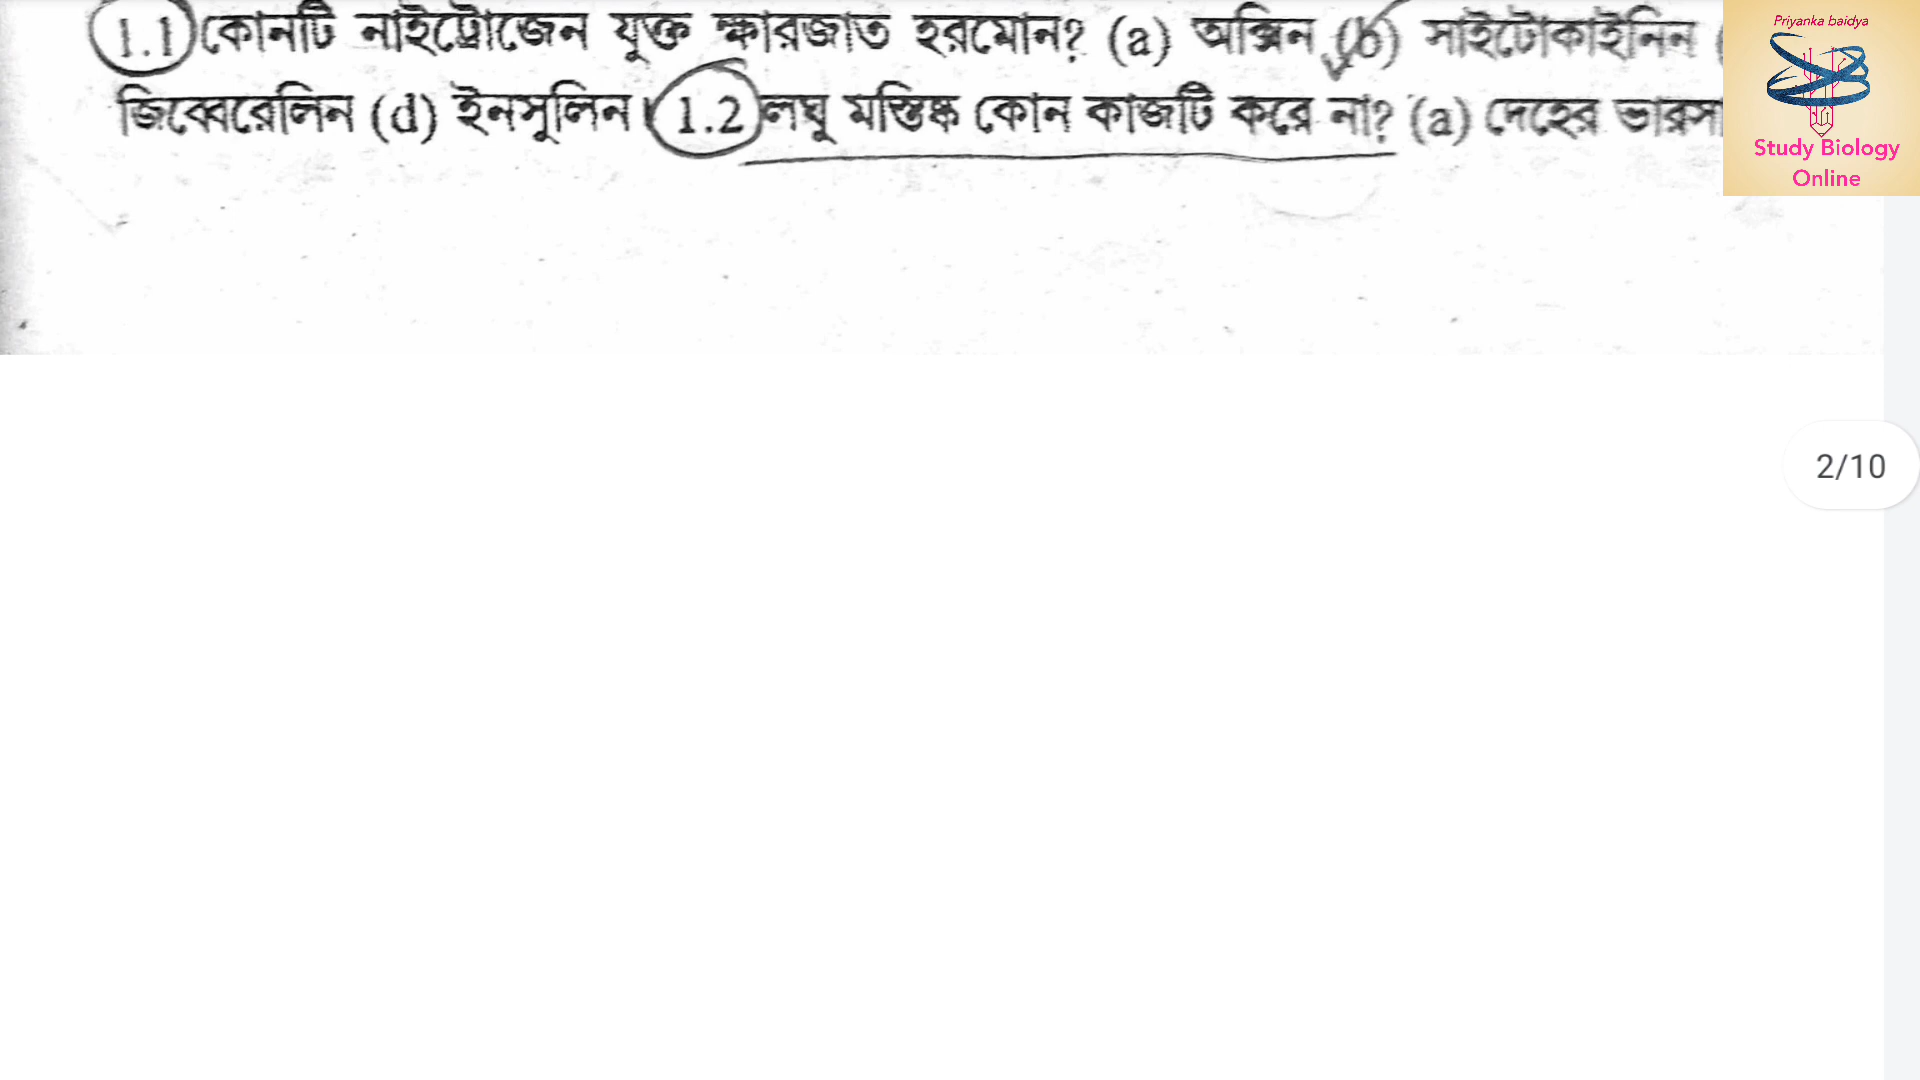 1.1 কোনটি নাইট্রোজেন যুক্ত ক্ষারজাত হরমোন? (a) অক্সিন (b) সাইটোকাইনিন (
Priyanka baidya
জিব্বেরেলিন (d) ইনসুলিন। 1.2 লঘু মস্তিষ্ক কোন কাজটি করে না? (a) দেহের ভারসা
Study Biology
Online
2/10